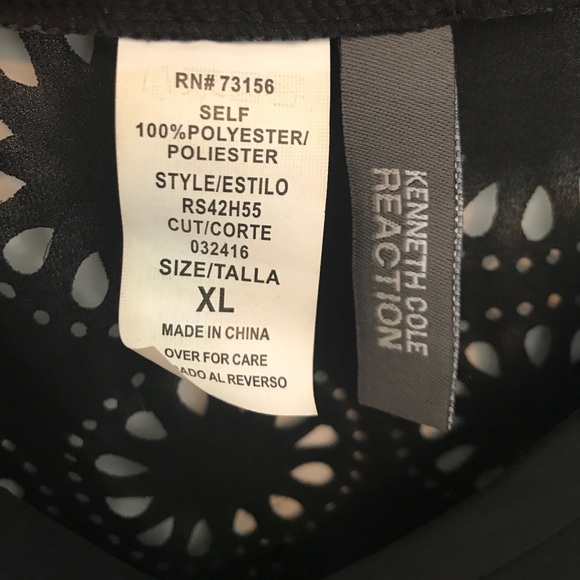 RN# 73156
SELF
100%POLYESTER/
POLIESTER
STYLE/ESTILO
RS42H55
CUT/CORTE
032416
SIZE/TALLA
XL
MADE IN CHINA
OVER FOR CARE
ADO AL REVERSO
KENNETH COLE
REACTION